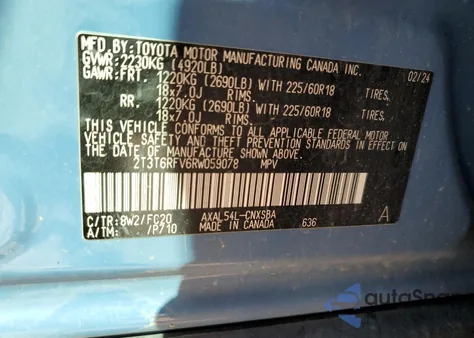 MFD.BY:TOYOTA MOTOR MANUFACTURING CANADA INC.
GVWR:2230KG (4920LB) 02/24
GAWR:FRT. 1220KG (2690LB) WITH 225/60R18 TIRES,
18x7.0J RIMS,
RR. 1220KG (2690LB) WITH 225/60R18 TIRES,
18x7.0J RIMS,
THIS VEHICLE CONFORMS TO ALL APPLICABLE FEDERAL MOTOR
VEHICLE SAFETY STANDARDS IN EFFECT ON THE
DATE OF MANUFACTURE SHOWN ABOVE.
2T3T6RFV6RW059078 MPV
C/TR:8W2/FC20 AXAL54L-CNXSBA A
A/TM: /P710 MADE IN CANADA 636